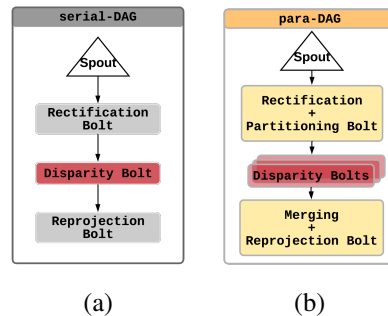 serial-DAG
Spout
Rectification
Bolt
Disparity Bolt
Reprojection
Bolt
(a)
para-DAG
Spout
Rectification
+
Partitioning Bolt
Disparity Bolts
Merging
+
Reprojection Bolt
(b)